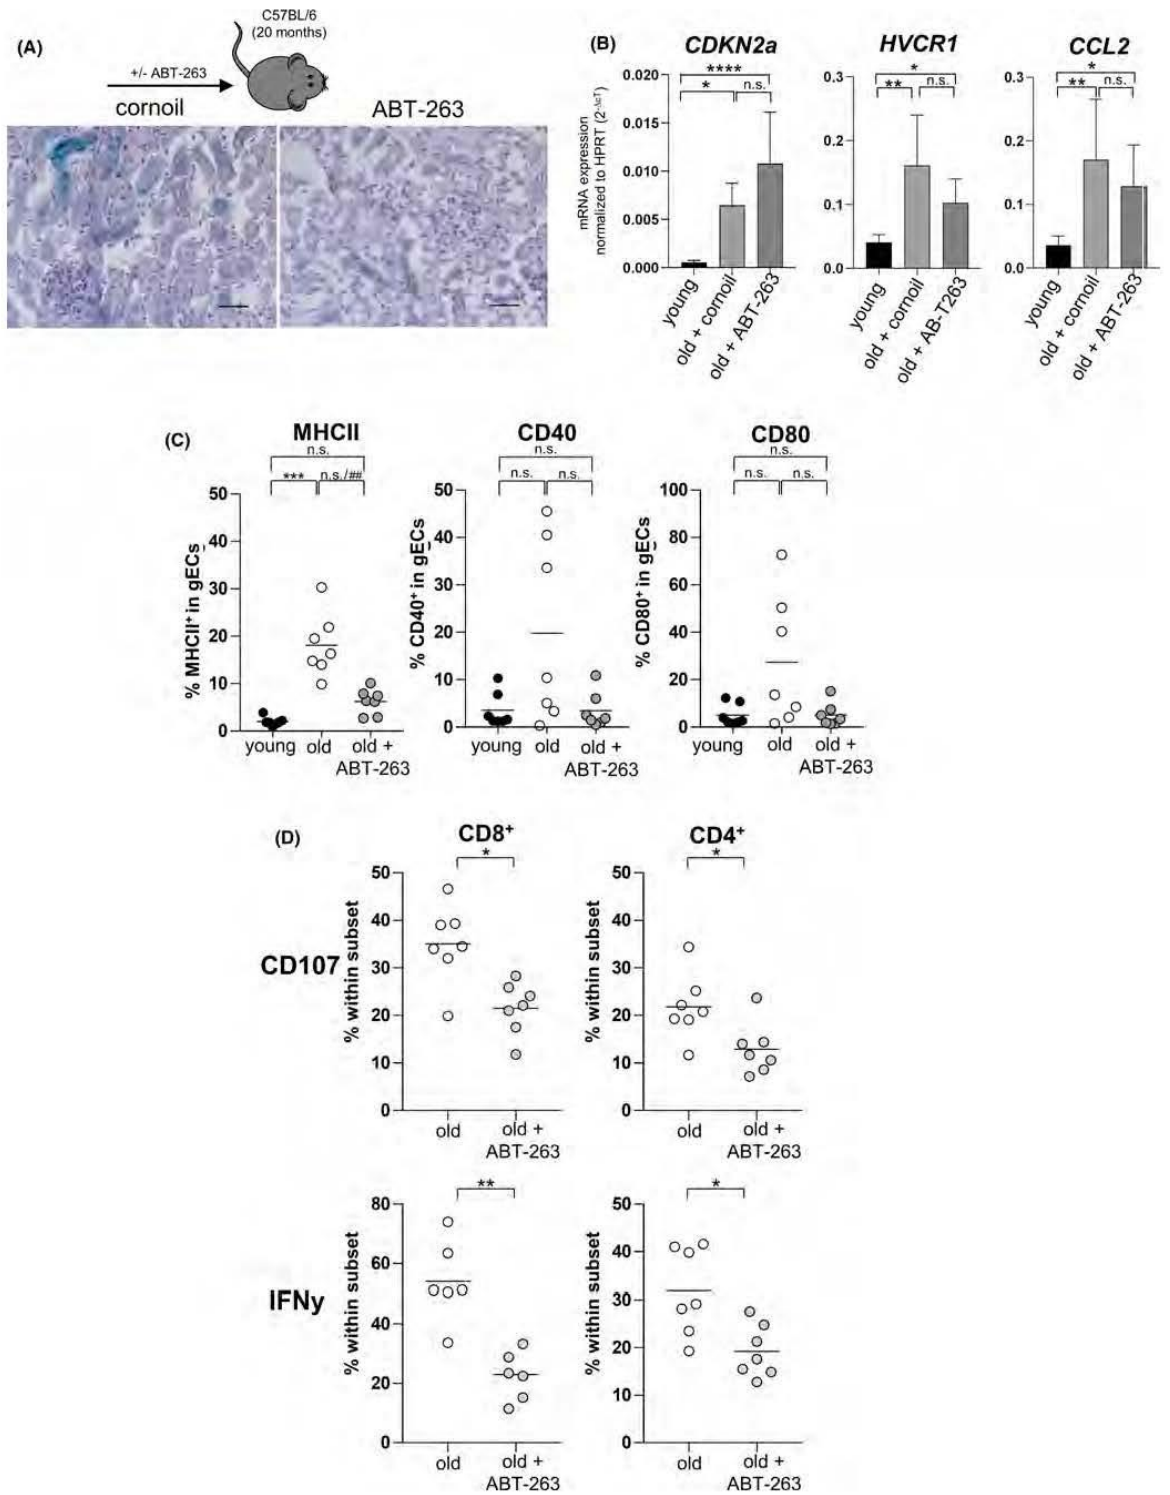 (A)
C57BL/6
(20 months)
+/- ABT-263
cornoil
ABT-263
(B)
CDKN2a
HVCR1
CCL2
mRNA expression
normalized to HPRT (2-ΔcT)
0.020
0.015
0.010
0.005
0.000
****
*
n.s.
young
old + cornoil
old + ABT-263
0.3
0.2
0.1
0.0
*
**
n.s.
young
old + cornoil
old + AB-T263
0.3
0.2
0.1
0.0
*
**
n.s.
young
old + cornoil
old + ABT-263
(C)
MHCII
n.s.
*** n.s./##
% MHCII+ in gECs
50
40
30
20
10
0
young old old +
ABT-263
CD40
n.s.
n.s. n.s.
% CD40+ in gECs
50
40
30
20
10
0
young old old +
ABT-263
CD80
n.s.
n.s. n.s.
% CD80+ in gECs
100
80
60
40
20
0
young old old +
ABT-263
(D)
CD8+
CD4+
CD107
*
% within subset
50
40
30
20
10
0
old old +
ABT-263
*
% within subset
50
40
30
20
10
0
old old +
ABT-263
IFNy
**
% within subset
80
60
40
20
0
old old +
ABT-263
*
% within subset
50
40
30
20
10
0
old old +
ABT-263